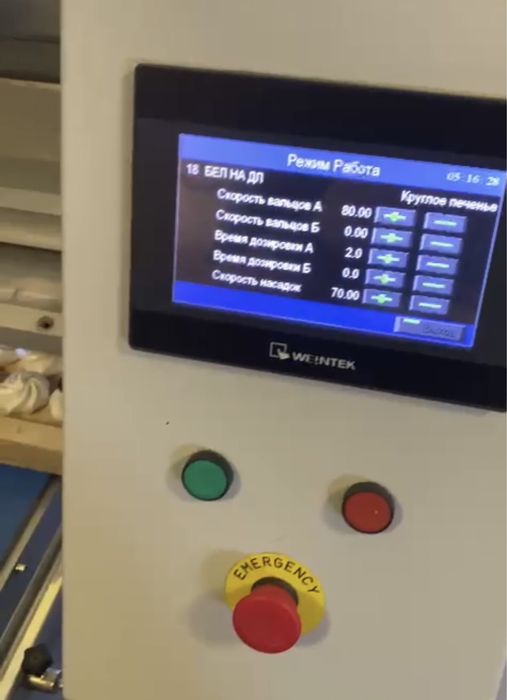 Режим Работа
05 16 28
18 БЕЛ НА ДП
Круглое печенье
Скорость вальцов А 80.00
Скорость вальцов Б 0.00
Время дозировки А 2.0
Время дозировки Б 0.0
Скорость насадок 70.00
WEINTEK
EMERGENCY